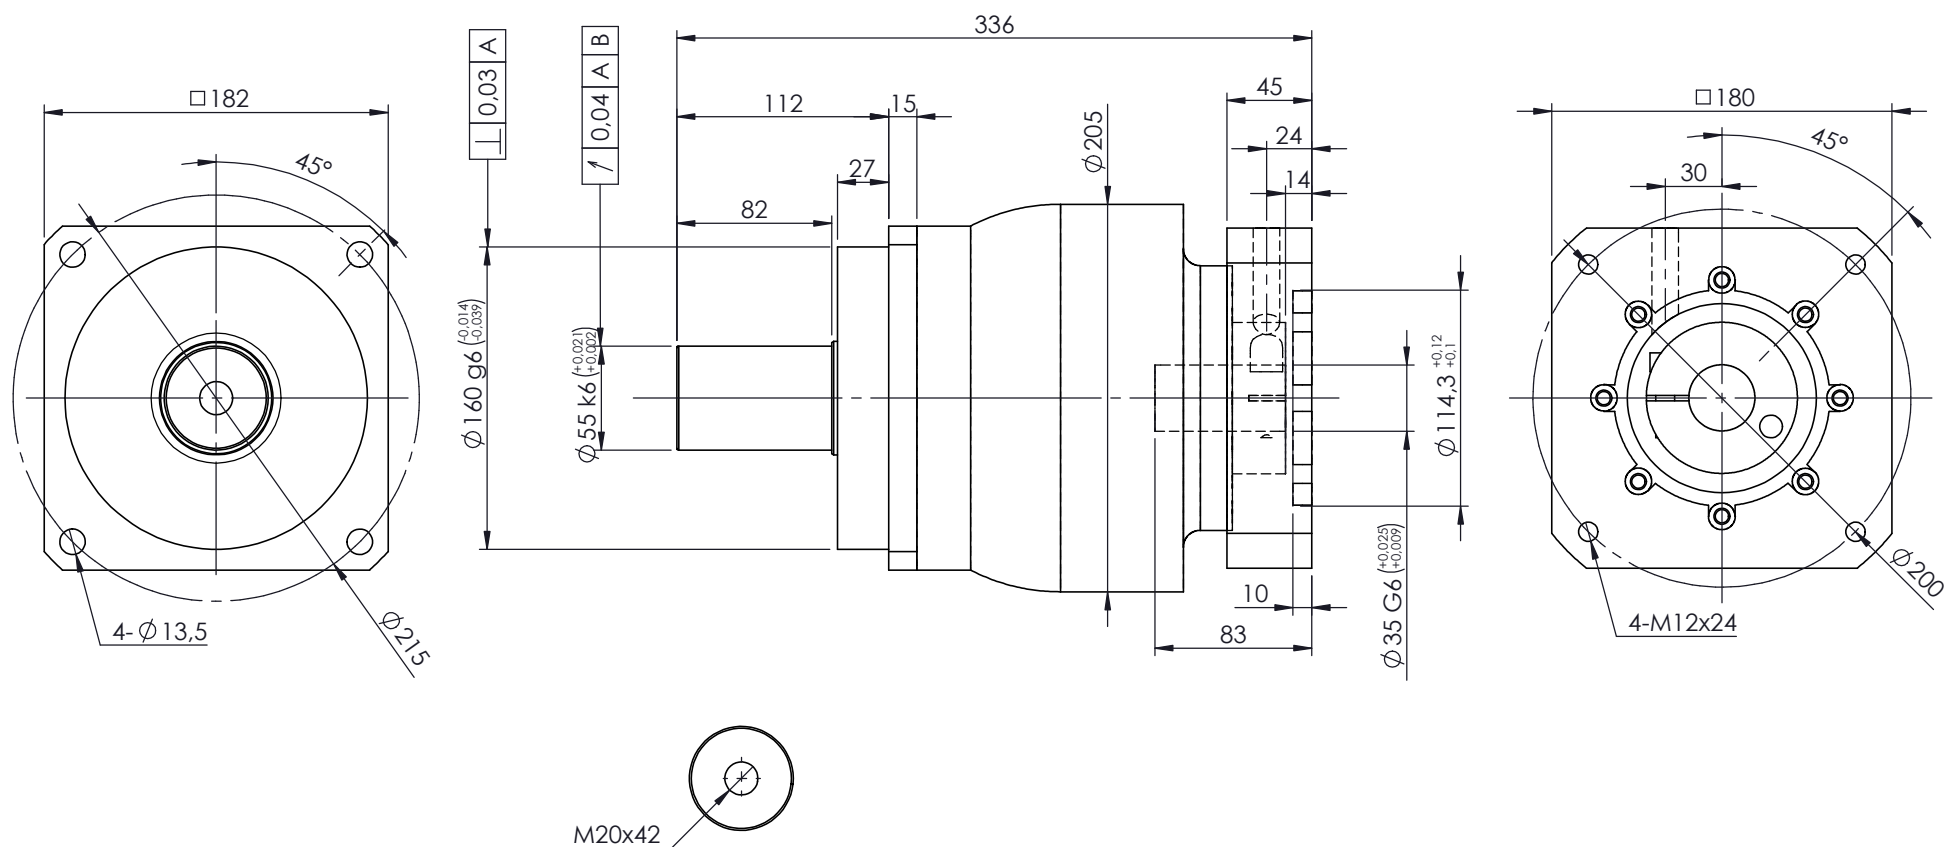 336
□182
45°
⊥ 0,03 A
↗ 0,04 A B
112
15
27
82
Ø160 g6 (-0,014 -0,039)
Ø55 k6 (+0,021 +0,002)
Ø205
45
24
14
Ø114,3 +0,12 +0,1
Ø35 G6 (+0,025 +0,009)
10
83
□180
45°
30
Ø200
4-M12x24
4-Ø13,5
Ø215
M20x42